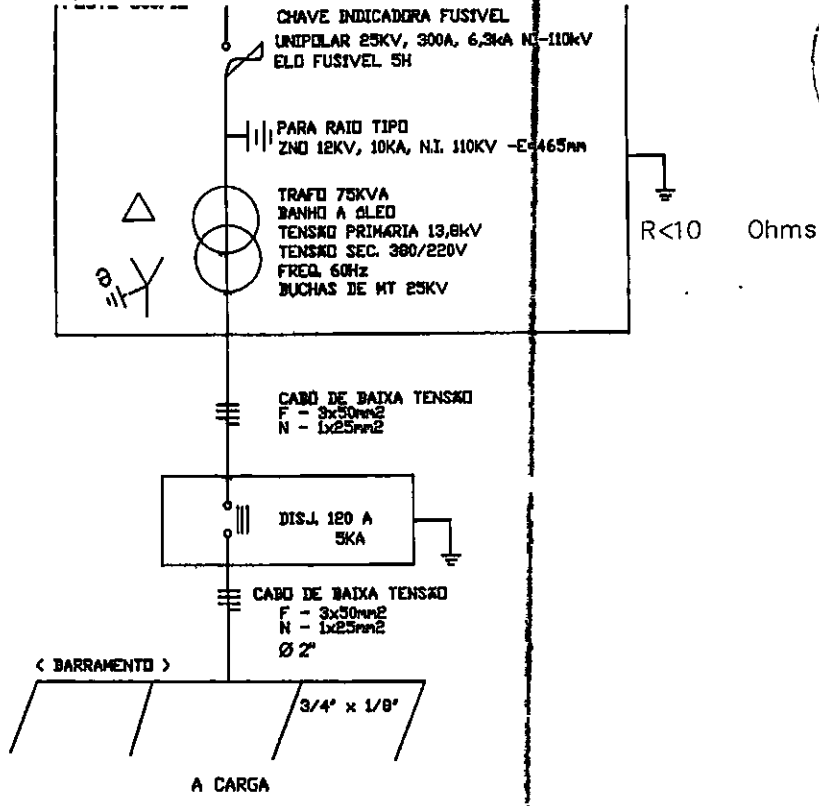 CHAVE INDICADORA FUSIVEL
UNIPOLAR 25KV, 300A, 6,3kA NI-110kV
ELO FUSIVEL 5H
PARA RAIO TIPO
ZNO 12KV, 10KA, N.I. 110KV -E=465mm
TRAFO 75KVA
BANHO A ÓLEO
TENSÃO PRIMÁRIA 13,8kV
TENSÃO SEC. 380/220V
FREQ. 60Hz
BUCHAS DE MT 25KV
R<10 Ohms
CABO DE BAIXA TENSÃO
F - 3x50mm2
N - 1x25mm2
DISJ. 120 A
5KA
CABO DE BAIXA TENSÃO
F - 3x50mm2
N - 1x25mm2
Ø 2"
< BARRAMENTO >
3/4" x 1/8"
A CARGA